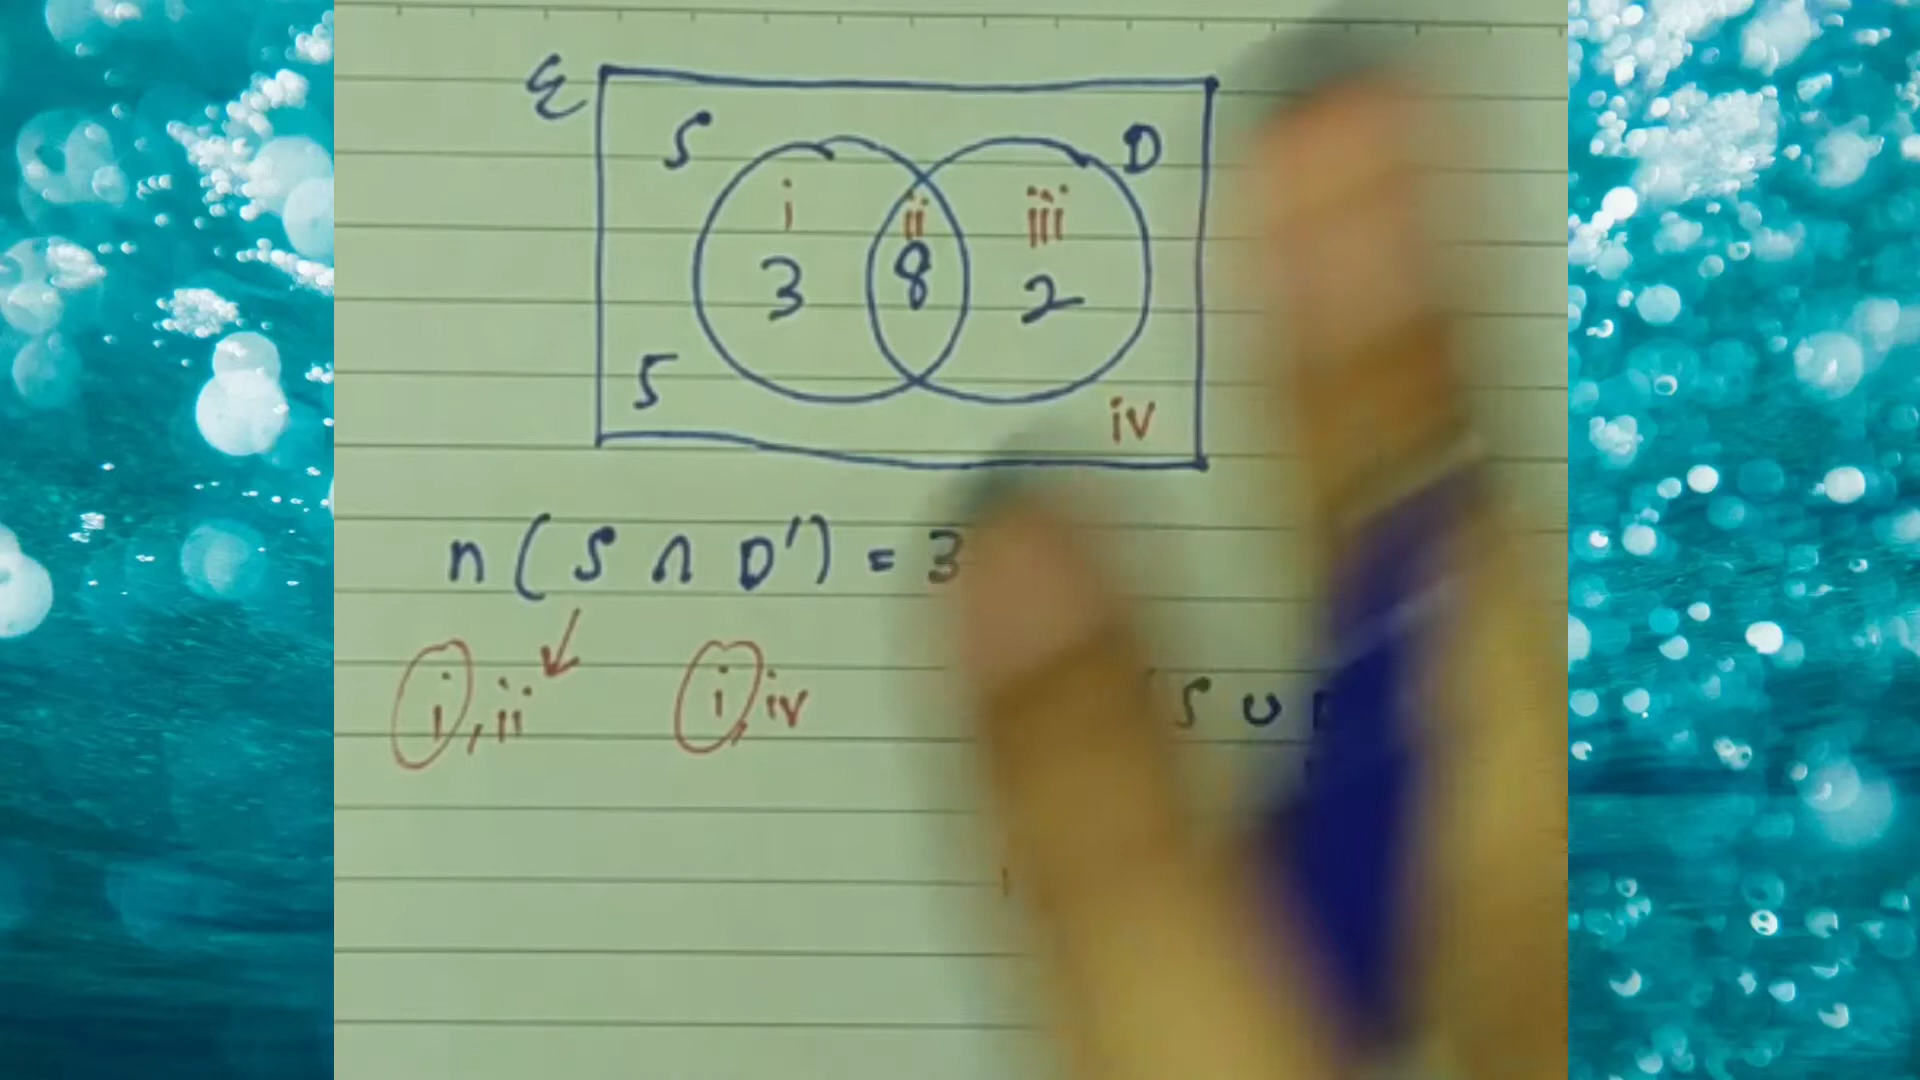 ξ
S D
i ii iii
3 8 2
5
iv
n ( S ∩ D' ) = 3
S ∪
i, ii i, iv